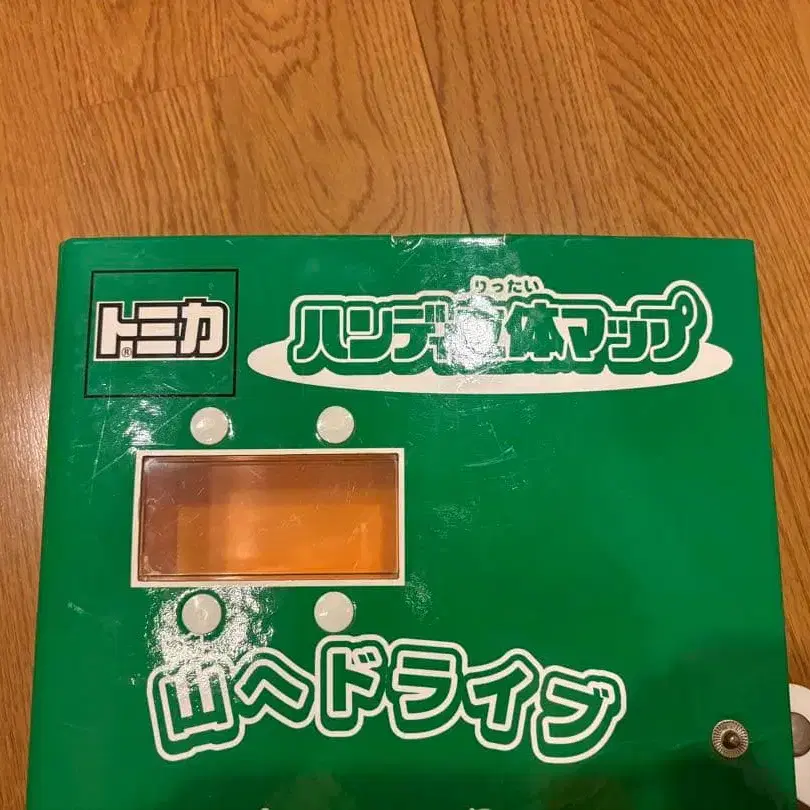 トミカ®
りったい
ハンディ立体マップ
山へドライブ